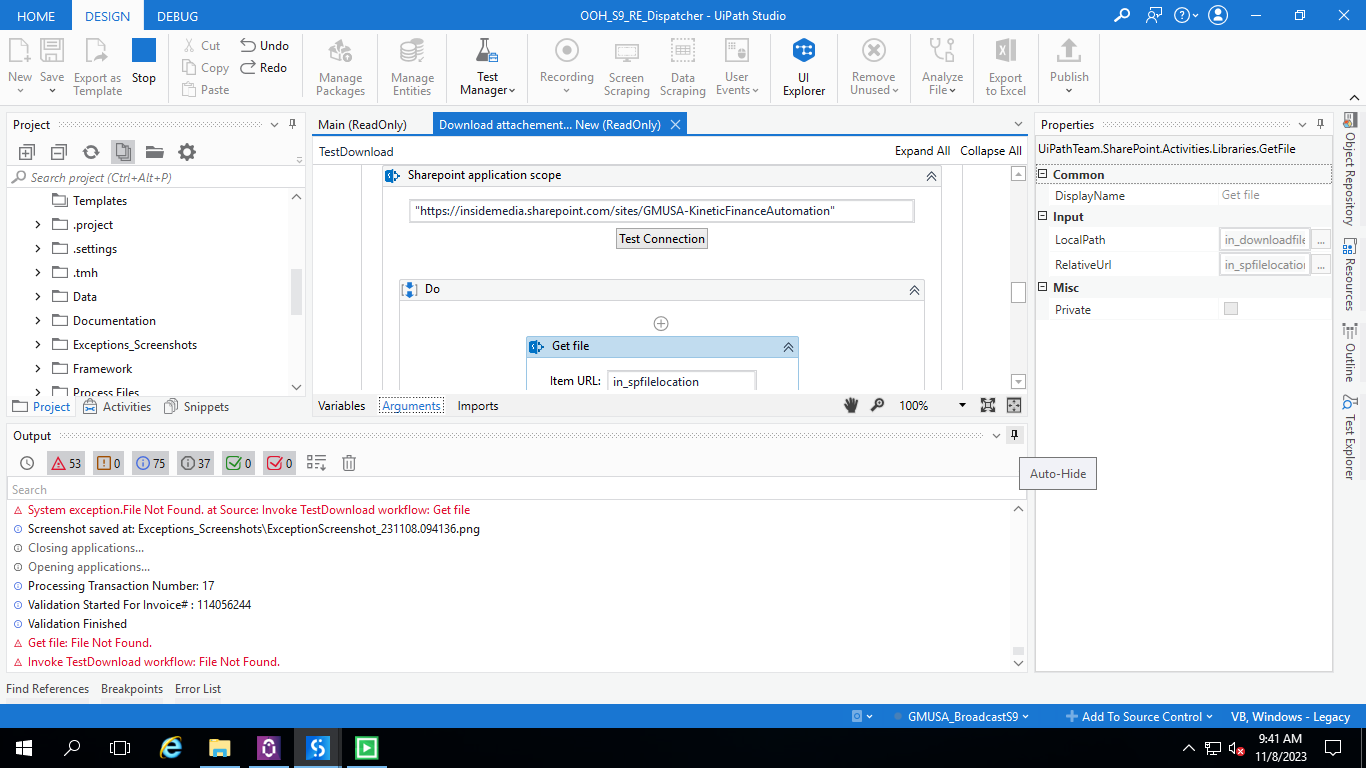 HOME DESIGN DEBUG OOH_S9_RE_Dispatcher - UiPath Studio
New Save Export as Template Stop Cut Copy Paste Undo Redo Manage Packages Manage Entities Test Manager Recording Screen Scraping Data Scraping User Events UI Explorer Remove Unused Analyze File Export to Excel Publish
Project
Search project (Ctrl+Alt+P)
Templates
.project
.settings
.tmh
Data
Documentation
Exceptions_Screenshots
Framework
Process Files
Project Activities Snippets
Main (ReadOnly) Download attachement... New (ReadOnly)
TestDownload Expand All Collapse All
Sharepoint application scope
"https://insidemedia.sharepoint.com/sites/GMUSA-KineticFinanceAutomation"
Test Connection
Do
Get file
Item URL: in_spfilelocation
Variables Arguments Imports 100%
Properties
UiPathTeam.SharePoint.Activities.Libraries.GetFile
Common
DisplayName Get file
Input
LocalPath in_downloadfile ...
RelativeUrl in_spfilelocation ...
Misc
Private
Object Repository
Resources
Outline
Test Explorer
Output
53 0 75 37 0 0
Auto-Hide
Search
System exception.File Not Found. at Source: Invoke TestDownload workflow: Get file
Screenshot saved at: Exceptions_Screenshots\ExceptionScreenshot_231108.094136.png
Closing applications...
Opening applications...
Processing Transaction Number: 17
Validation Started For Invoice# : 114056244
Validation Finished
Get file: File Not Found.
Invoke TestDownload workflow: File Not Found.
Find References Breakpoints Error List
GMUSA_BroadcastS9 Add To Source Control VB, Windows - Legacy
9:41 AM
11/8/2023